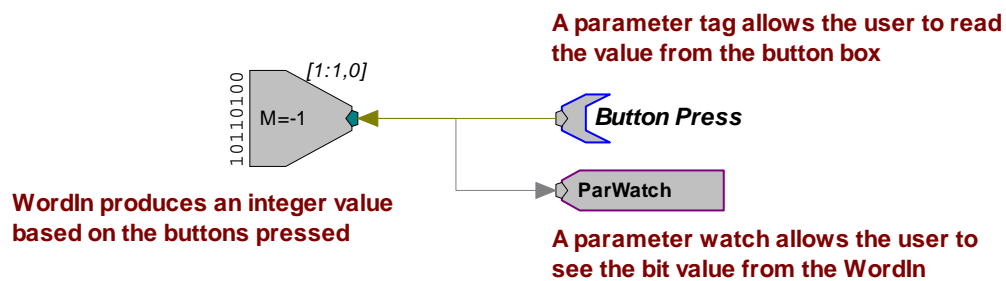 A parameter tag allows the user to read
the value from the button box
[1:1,0]
10110100
M=-1
Button Press
ParWatch
WordIn produces an integer value
based on the buttons pressed
A parameter watch allows the user to
see the bit value from the WordIn